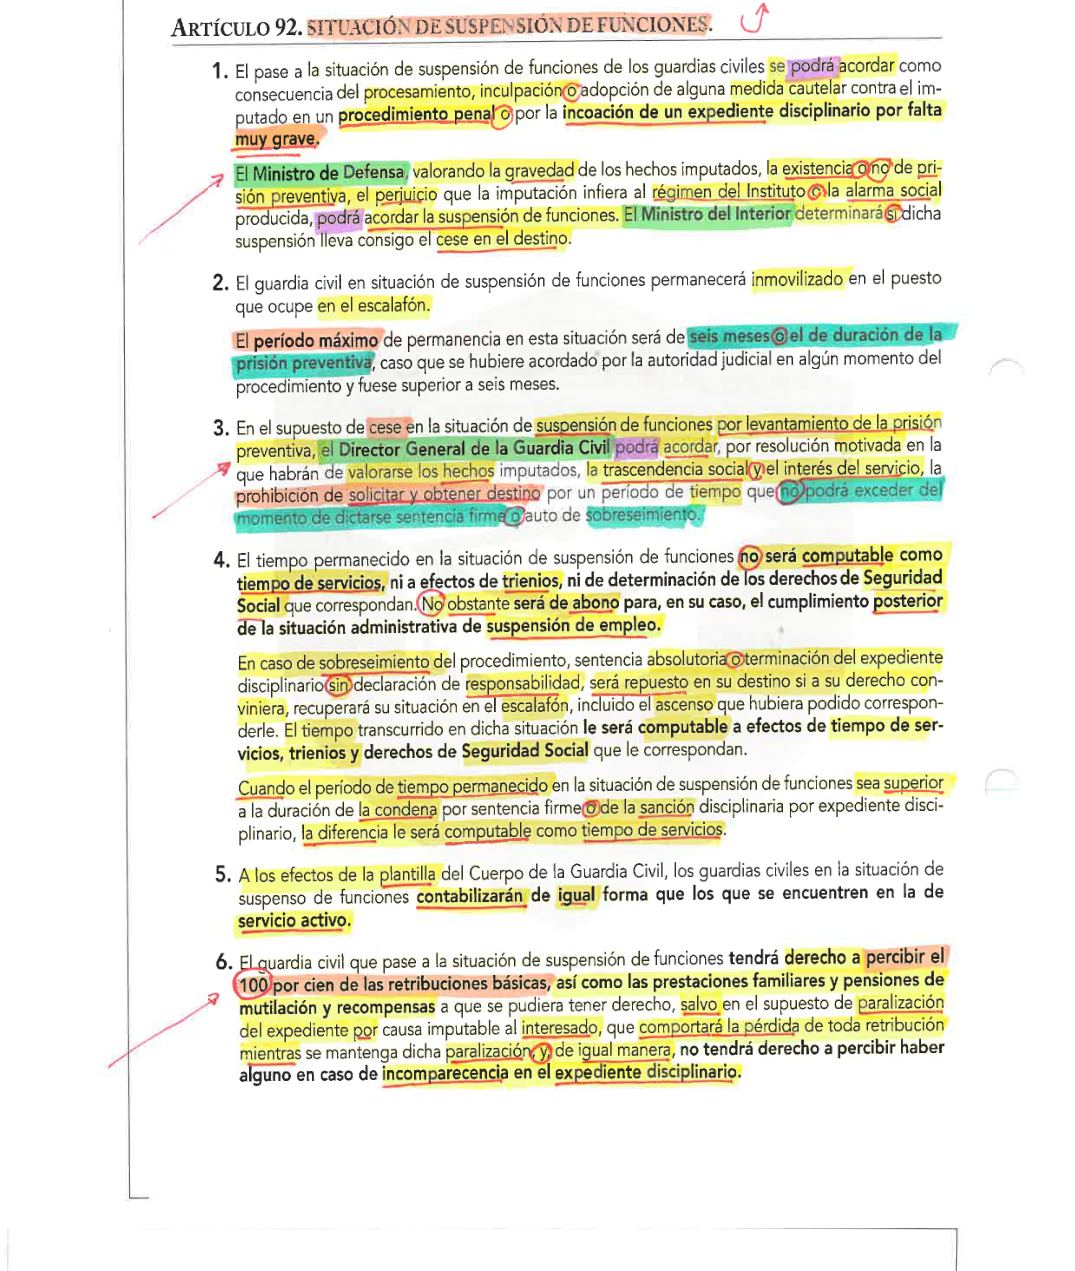 ARTÍCULO 92. SITUACIÓN DE SUSPENSIÓN DE FUNCIONES.
1. El pase a la situación de suspensión de funciones de los guardias civiles se podrá acordar como
consecuencia del procesamiento, inculpación o adopción de alguna medida cautelar contra el im-
putado en un procedimiento penal o por la incoación de un expediente disciplinario por falta
muy grave.
El Ministro de Defensa, valorando la gravedad de los hechos imputados, la existencia o no de pri-
sión preventiva, el perjuicio que la imputación infiera al régimen del Instituto o la alarma social
producida, podrá acordar la suspensión de funciones. El Ministro del Interior determinará si dicha
suspensión lleva consigo el cese en el destino.
2. El guardia civil en situación de suspensión de funciones permanecerá inmovilizado en el puesto
que ocupe en el escalafón.
El período máximo de permanencia en esta situación será de seis meses o el de duración de la
prisión preventiva, caso que se hubiere acordado por la autoridad judicial en algún momento del
procedimiento y fuese superior a seis meses.
3. En el supuesto de cese en la situación de suspensión de funciones por levantamiento de la prisión
preventiva, el Director General de la Guardia Civil podrá acordar, por resolución motivada en la
que habrán de valorarse los hechos imputados, la trascendencia social y el interés del servicio, la
prohibición de solicitar y obtener destino por un período de tiempo que no podrá exceder del
momento de dictarse sentencia firme o auto de sobreseimiento.
4. El tiempo permanecido en la situación de suspensión de funciones no será computable como
tiempo de servicios, ni a efectos de trienios, ni de determinación de los derechos de Seguridad
Social que correspondan. No obstante será de abono para, en su caso, el cumplimiento posterior
de la situación administrativa de suspensión de empleo.
En caso de sobreseimiento del procedimiento, sentencia absolutoria o terminación del expediente
disciplinario sin declaración de responsabilidad, será repuesto en su destino si a su derecho con-
viniera, recuperará su situación en el escalafón, incluido el ascenso que hubiera podido correspon-
derle. El tiempo transcurrido en dicha situación le será computable a efectos de tiempo de ser-
vicios, trienios y derechos de Seguridad Social que le correspondan.
Cuando el período de tiempo permanecido en la situación de suspensión de funciones sea superior
a la duración de la condena por sentencia firme o de la sanción disciplinaria por expediente disci-
plinario, la diferencia le será computable como tiempo de servicios.
5. A los efectos de la plantilla del Cuerpo de la Guardia Civil, los guardias civiles en la situación de
suspenso de funciones contabilizarán de igual forma que los que se encuentren en la de
servicio activo.
6. El guardia civil que pase a la situación de suspensión de funciones tendrá derecho a percibir el
100 por cien de las retribuciones básicas, así como las prestaciones familiares y pensiones de
mutilación y recompensas a que se pudiera tener derecho, salvo en el supuesto de paralización
del expediente por causa imputable al interesado, que comportará la pérdida de toda retribución
mientras se mantenga dicha paralización, y, de igual manera, no tendrá derecho a percibir haber
alguno en caso de incomparecencia en el expediente disciplinario.